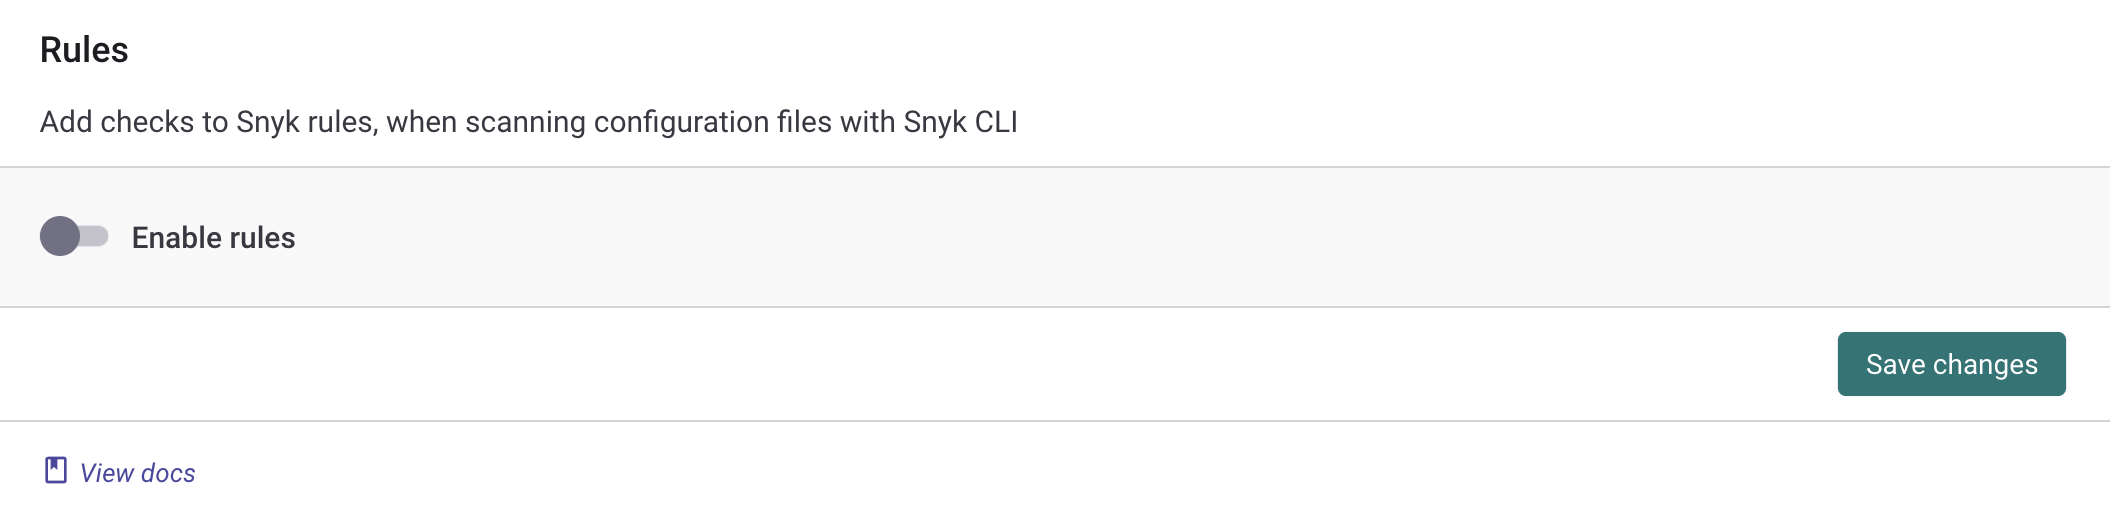 Rules
Add checks to Snyk rules, when scanning configuration files with Snyk CLI
Enable rules
Save changes
View docs